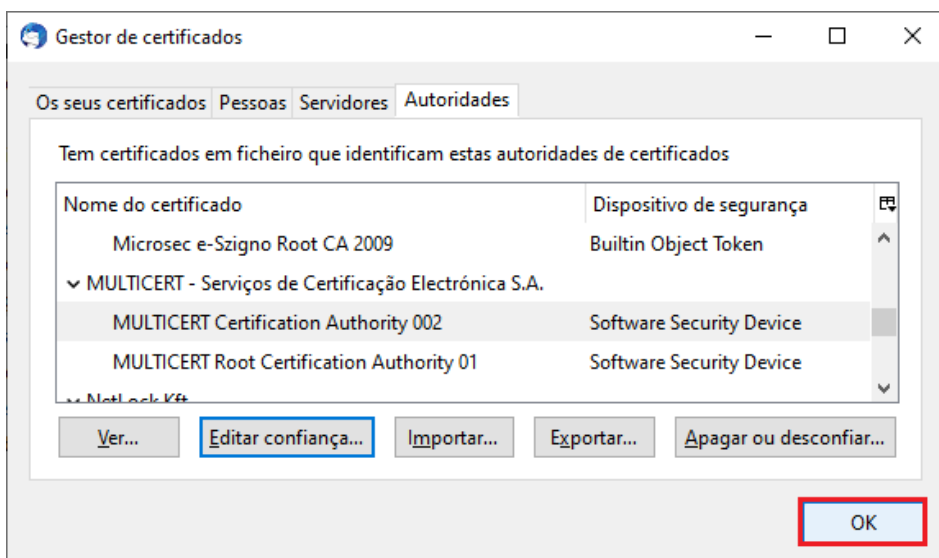 Gestor de certificados
Os seus certificados Pessoas Servidores Autoridades
Tem certificados em ficheiro que identificam estas autoridades de certificados
Nome do certificado Dispositivo de segurança
Microsec e-Szigno Root CA 2009 Builtin Object Token
MULTICERT - Serviços de Certificação Electrónica S.A.
MULTICERT Certification Authority 002 Software Security Device
MULTICERT Root Certification Authority 01 Software Security Device
NetLock Kft.
Ver... Editar confiança... Importar... Exportar... Apagar ou desconfiar...
OK